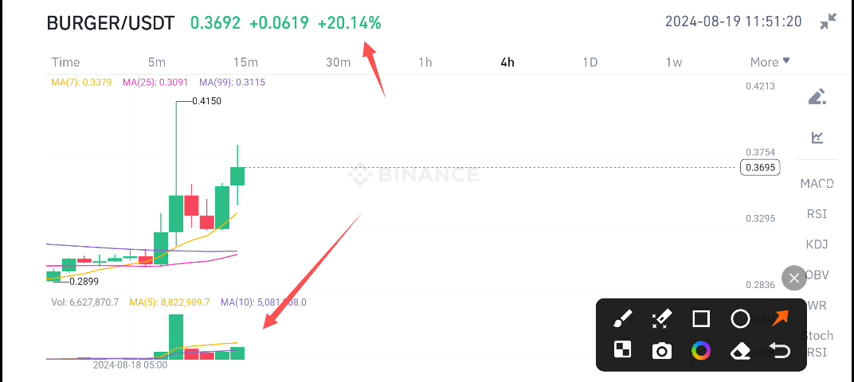 BURGER/USDT 0.3692 +0.0619 +20.14% 2024-08-19 11:51:20
Time 5m 15m 30m 1h 4h 1D 1w More
MA(7): 0.3379 MA(25): 0.3091 MA(99): 0.3115
0.4213
0.4150
0.3754
0.3695
BINANCE
MACD
RSI
0.3295
KDJ
0.2899
0.2836
OBV
Vol: 6,627,870.7 MA(5): 8,822,989.7 MA(10): 5,081,
08.0
WR
Stoch
RSI
2024-08-18 05:00